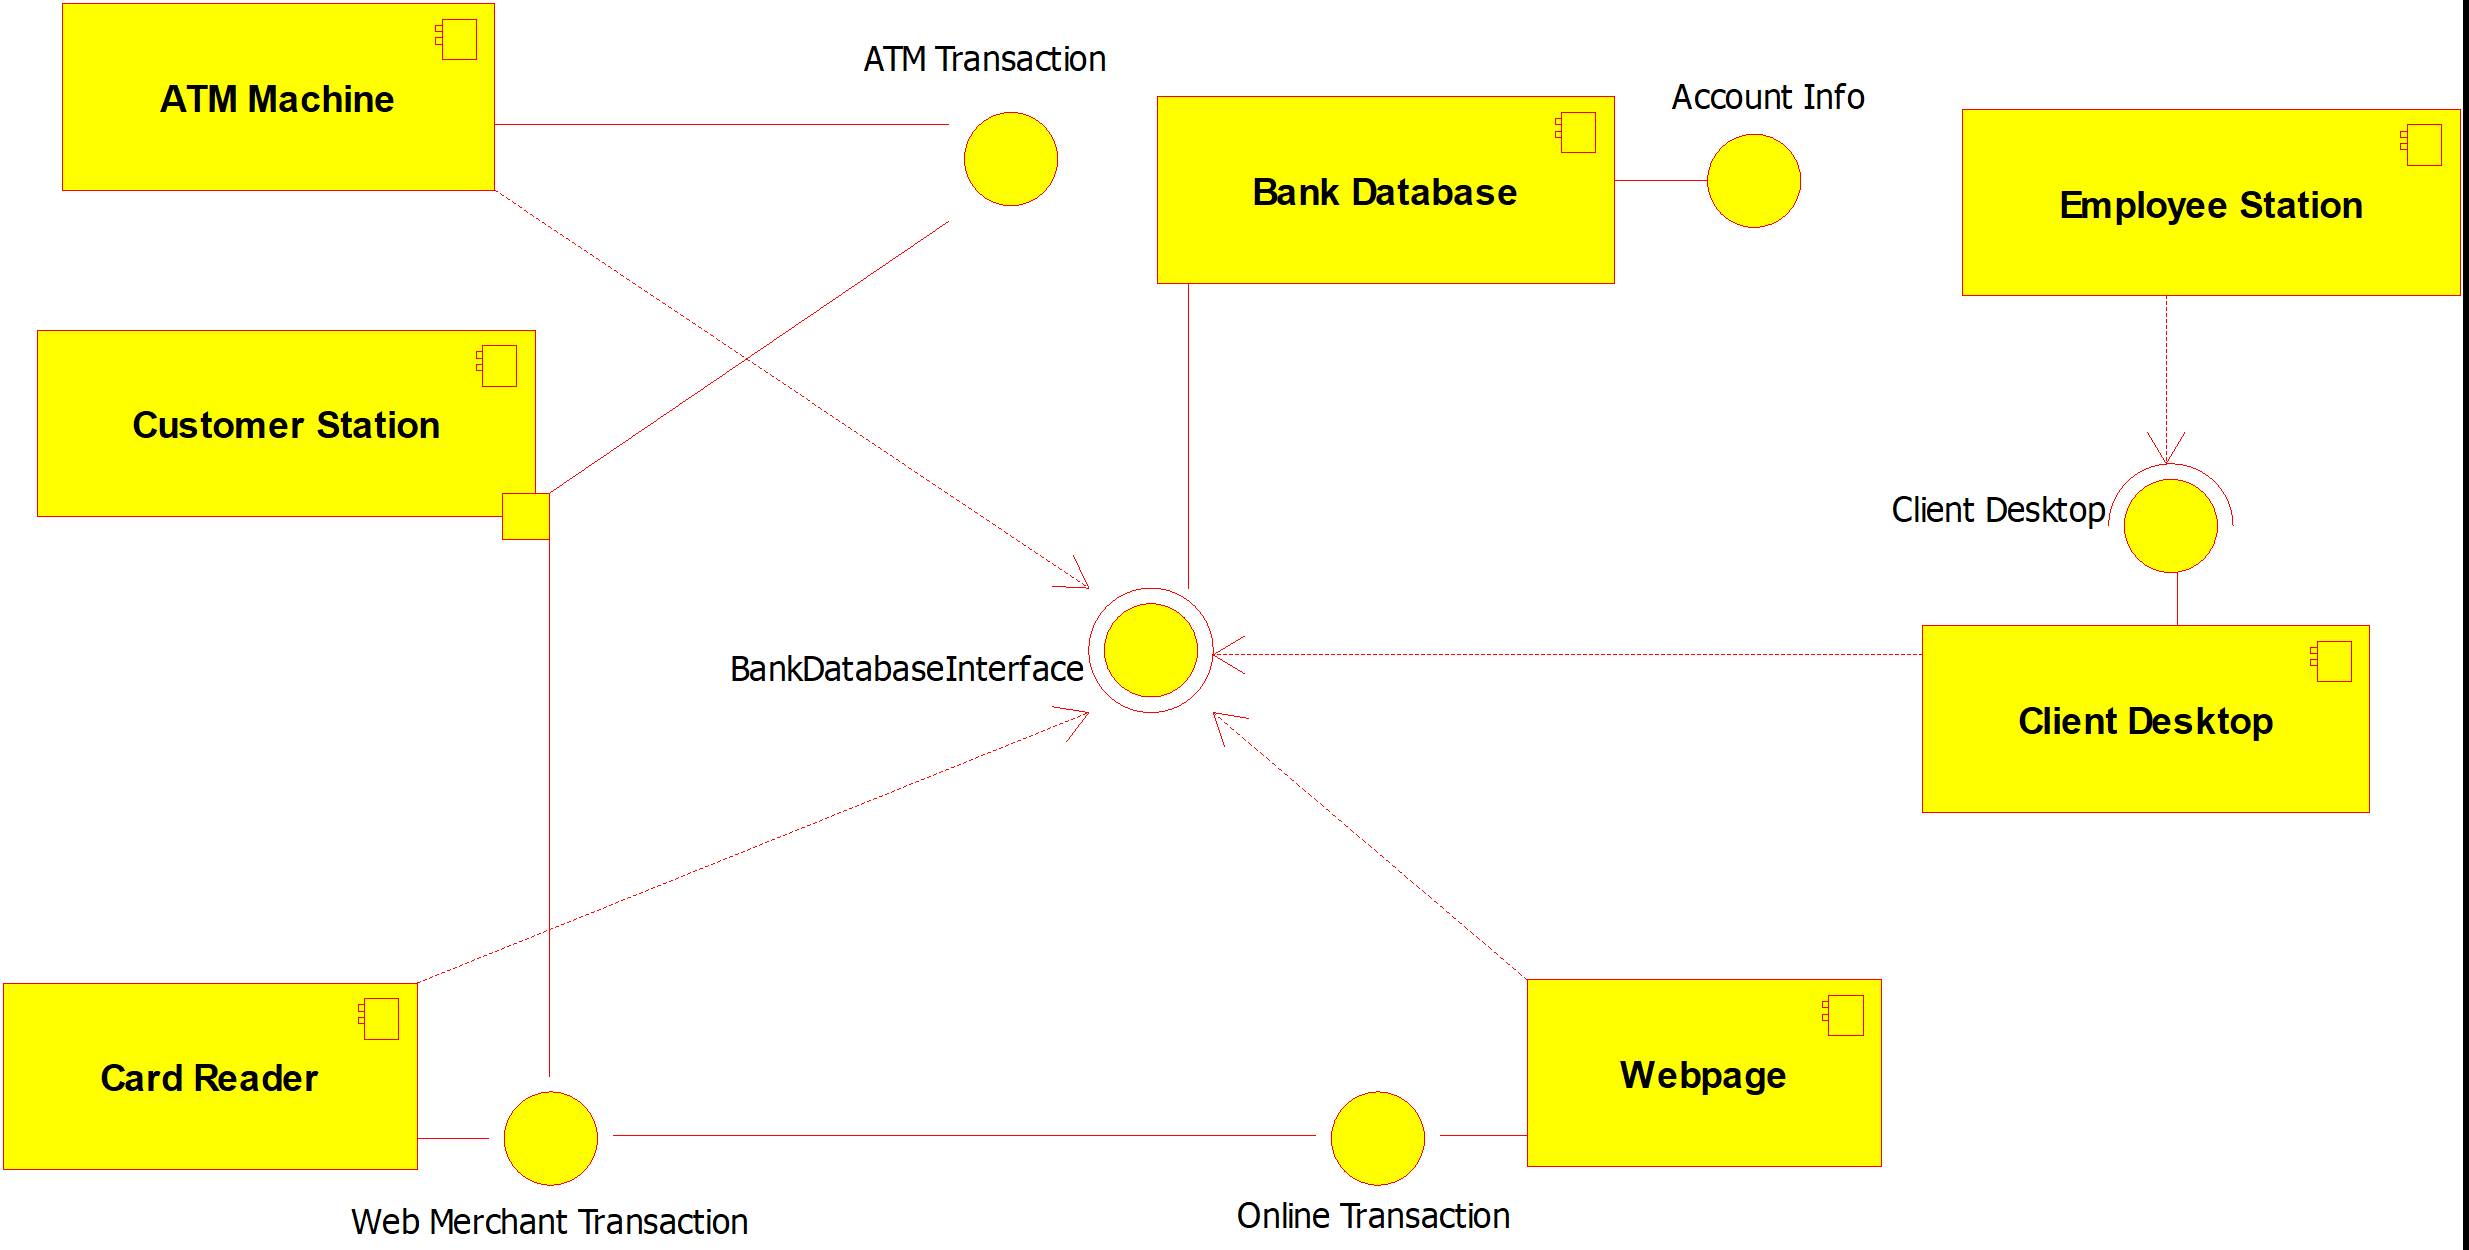 ATM Transaction
ATM Machine
Account Info
Bank Database
Employee Station
Customer Station
Client Desktop
BankDatabaseInterface
Client Desktop
Card Reader
Webpage
Web Merchant Transaction
Online Transaction